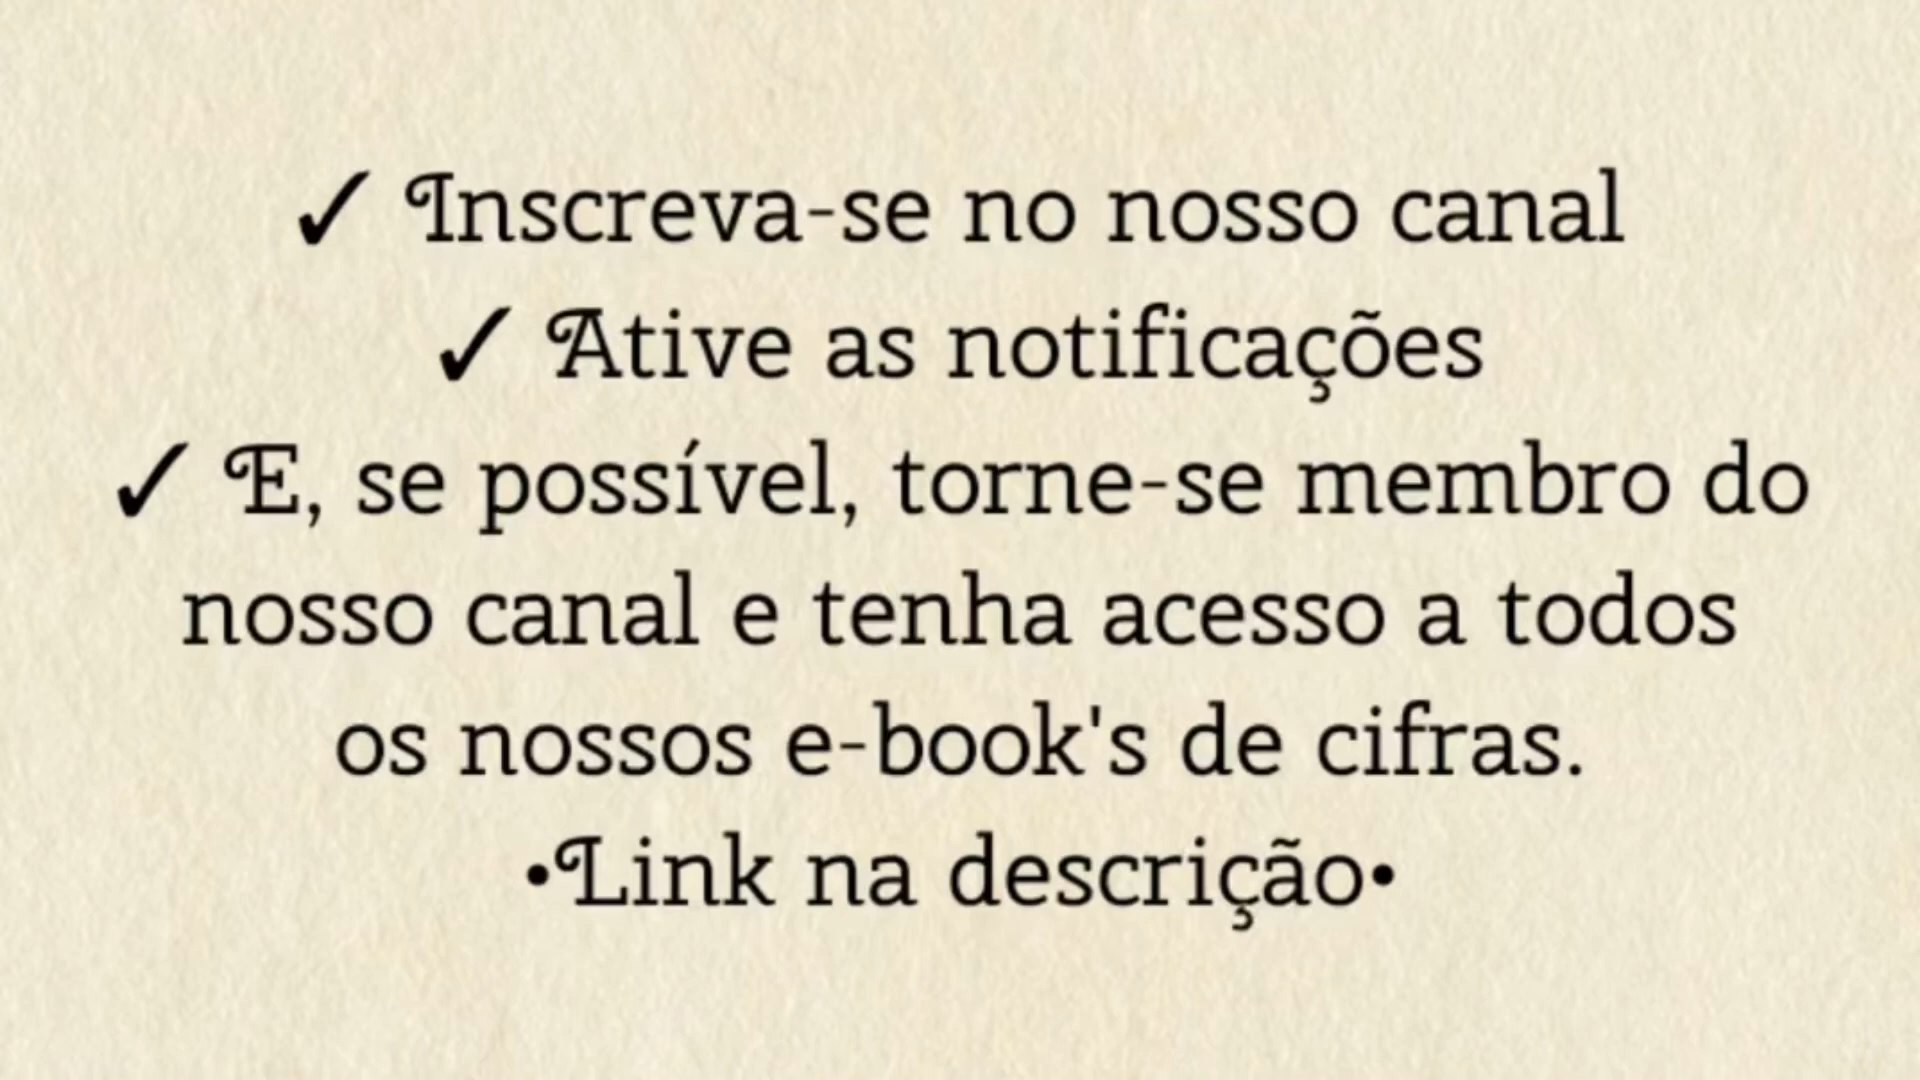 ✓ Inscreva-se no nosso canal
✓ Ative as notificações
✓ E, se possível, torne-se membro do
nosso canal e tenha acesso a todos
os nossos e-book's de cifras.
•Link na descrição•